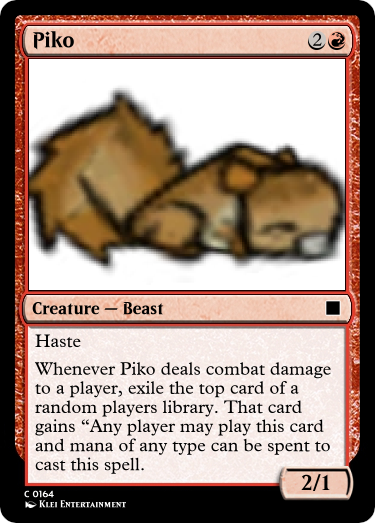 Piko 2
Creature — Beast
Haste
Whenever Piko deals combat damage
to a player, exile the top card of a
random players library. That card
gains “Any player may play this card
and mana of any type can be spent to
cast this spell.
2/1
C 0164
Klei Entertainment